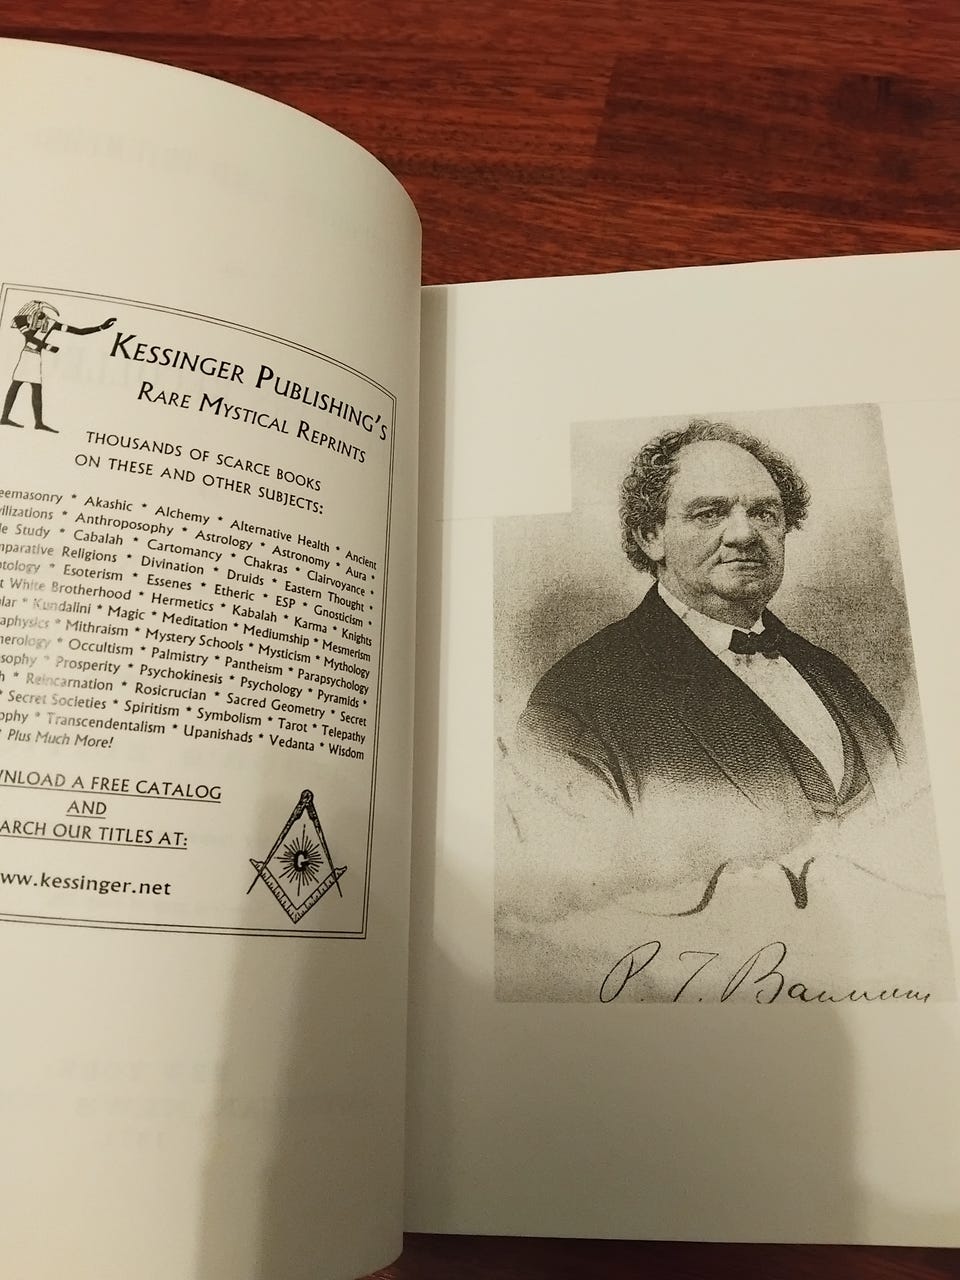 KESSINGER PUBLISHING'S
RARE MYSTICAL REPRINTS
THOUSANDS OF SCARCE BOOKS
ON THESE AND OTHER SUBJECTS:
eemasonry * Akashic * Alchemy * Alternative Health * Ancient
vilizations * Anthroposophy * Astrology * Astronomy * Aura *
le Study * Cabalah * Cartomancy * Chakras * Clairvoyance *
mparative Religions * Divination * Druids * Eastern Thought *
ptology * Esoterism * Essenes * Etheric * ESP * Gnosticism *
t White Brotherhood * Hermetics * Kabalah * Karma * Knights
lar * Kundalini * Magic * Meditation * Mediumship * Mesmerism
aphysics * Mithraism * Mystery Schools * Mysticism * Mythology
nerology * Occultism * Palmistry * Pantheism * Parapsychology
osophy * Prosperity * Psychokinesis * Psychology * Pyramids *
h * Reincarnation * Rosicrucian * Sacred Geometry * Secret
* Secret Societies * Spiritism * Symbolism * Tarot * Telepathy
ophy * Transcendentalism * Upanishads * Vedanta * Wisdom
* Plus Much More!
WNLOAD A FREE CATALOG
AND
ARCH OUR TITLES AT:
ww.kessinger.net
G
P. T. Barnum